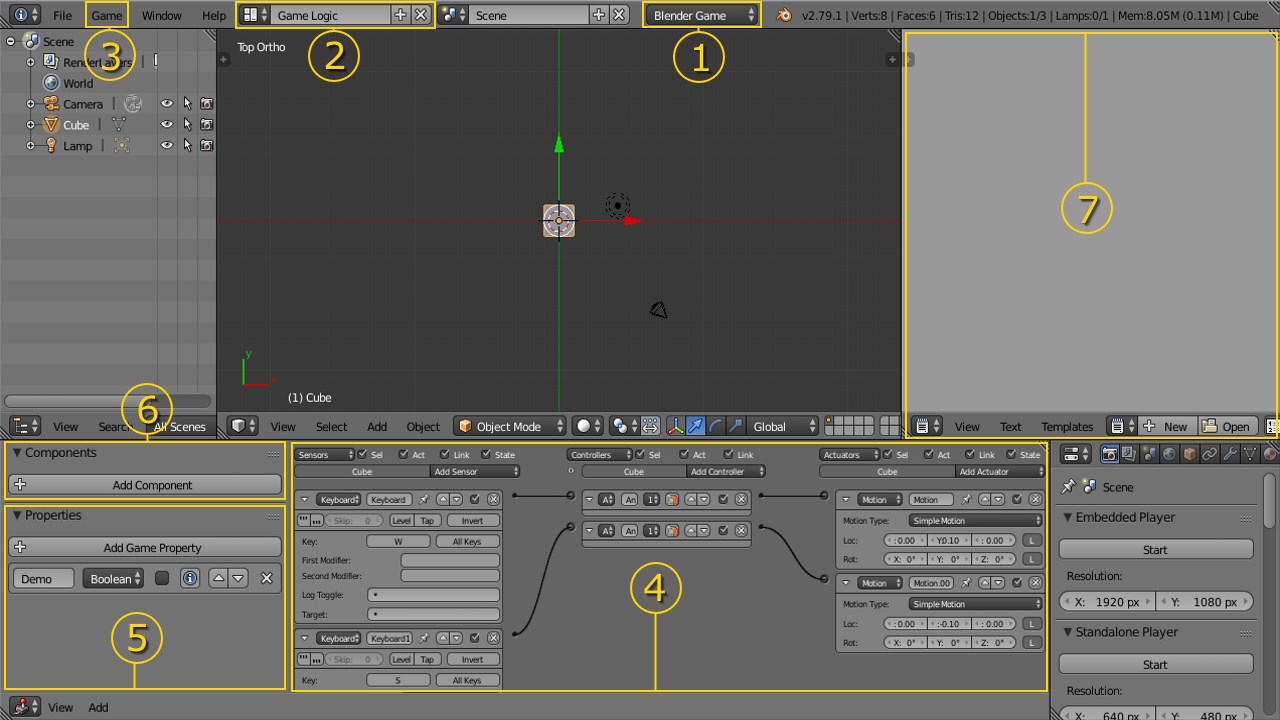 File Game Window Help Game Logic Scene Blender Game v2.79.1 | Verts:8 | Faces:6 | Tris:12 | Objects:1/3 | Lamps:0/1 | Mem:8.05M (0.11M) | Cube
3
2
1
Scene
RenderLayers
World
Camera
Cube
Lamp
Top Ortho
y
x
(1) Cube
7
6
View Search All Scenes
View Select Add Object Object Mode Global
View Text Templates New Open
Components
Add Component
Properties
Add Game Property
Demo Boolean
5
Sensors Sel Act Link State
Cube Add Sensor
Keyboard Keyboard
Skip: 0 Level Tap Invert
Key: W All Keys
First Modifier:
Second Modifier:
Log Toggle:
Target:
Keyboard Keyboard1
Skip: 0 Level Tap Invert
Key: S All Keys
Controllers Sel Act Link
Cube Add Controller
A An 1
A An 1
4
Actuators Sel Act Link State
Cube Add Actuator
Motion Motion
Motion Type: Simple Motion
Loc: : 0.00 Y0.10 : 0.00 L
Rot: X: 0° Y: 0° Z: 0° L
Motion Motion.00
Motion Type: Simple Motion
Loc: : 0.00 :-0.10 : 0.00 L
Rot: X: 0° Y: 0° Z: 0° L
Scene
Embedded Player
Start
Resolution:
X: 1920 px Y: 1080 px
Standalone Player
Start
Resolution:
X: 640 px Y: 480 px
View Add